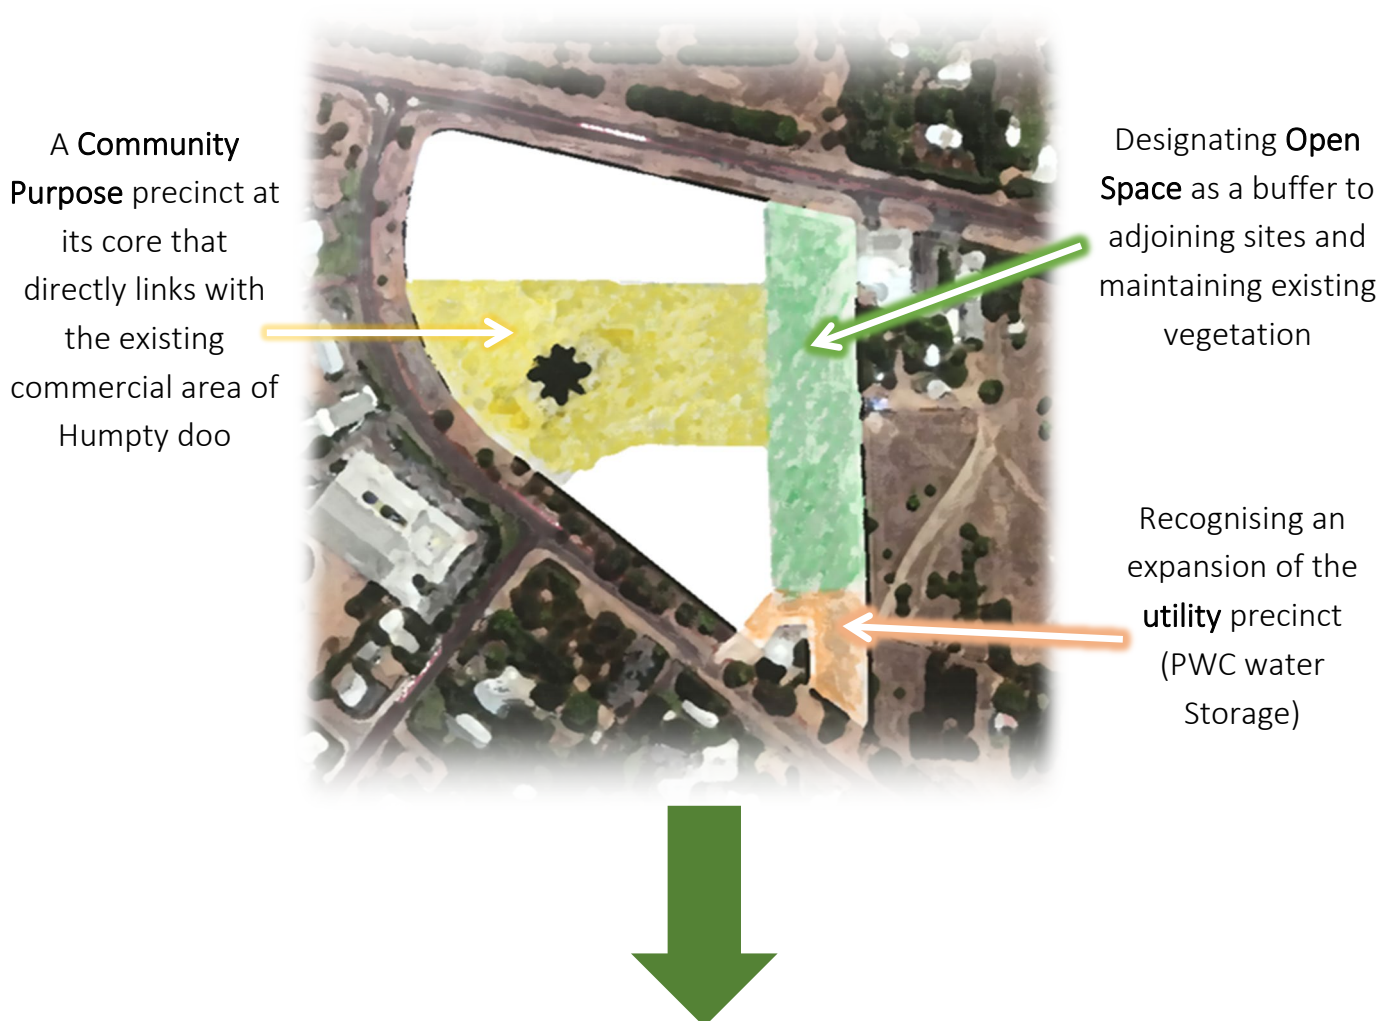 A Community
Purpose precinct at
its core that
directly links with
the existing
commercial area of
Humpty doo
Designating Open
Space as a buffer to
adjoining sites and
maintaining existing
vegetation
Recognising an
expansion of the
utility precinct
(PWC water
Storage)